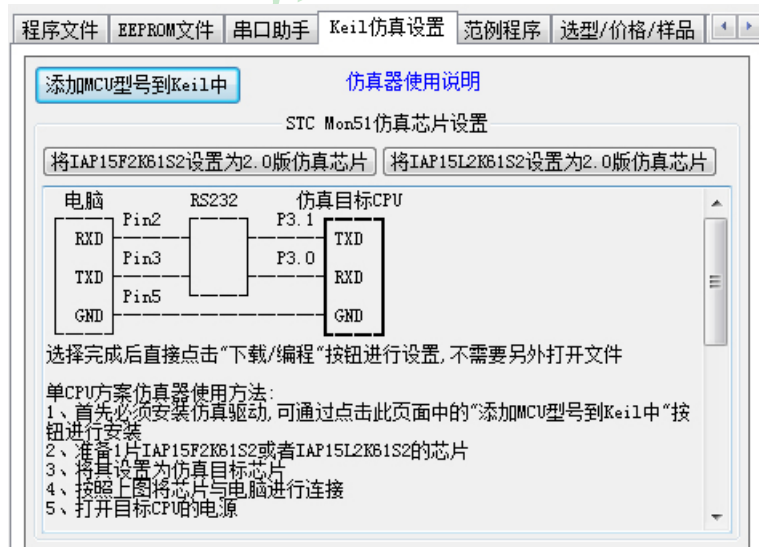 程序文件 EEPROM文件 串口助手 Keil仿真设置 范例程序 选型/价格/样品
添加MCU型号到Keil中 仿真器使用说明
STC Mon51仿真芯片设置
将IAP15F2K61S2设置为2.0版仿真芯片 将IAP15L2K61S2设置为2.0版仿真芯片
电脑 RS232 仿真目标CPU
Pin2 P3.1
RXD TXD
Pin3 P3.0
TXD RXD
Pin5
GND GND
选择完成后直接点击"下载/编程"按钮进行设置,不需要另外打开文件
单CPU方案仿真器使用方法:
1、首先必须安装仿真驱动,可通过点击此页面中的"添加MCU型号到Keil中"按
钮进行安装
2、准备1片IAP15F2K61S2或者IAP15L2K61S2的芯片
3、将其设置为仿真目标芯片
4、按照上图将芯片与电脑进行连接
5、打开目标CPU的电源